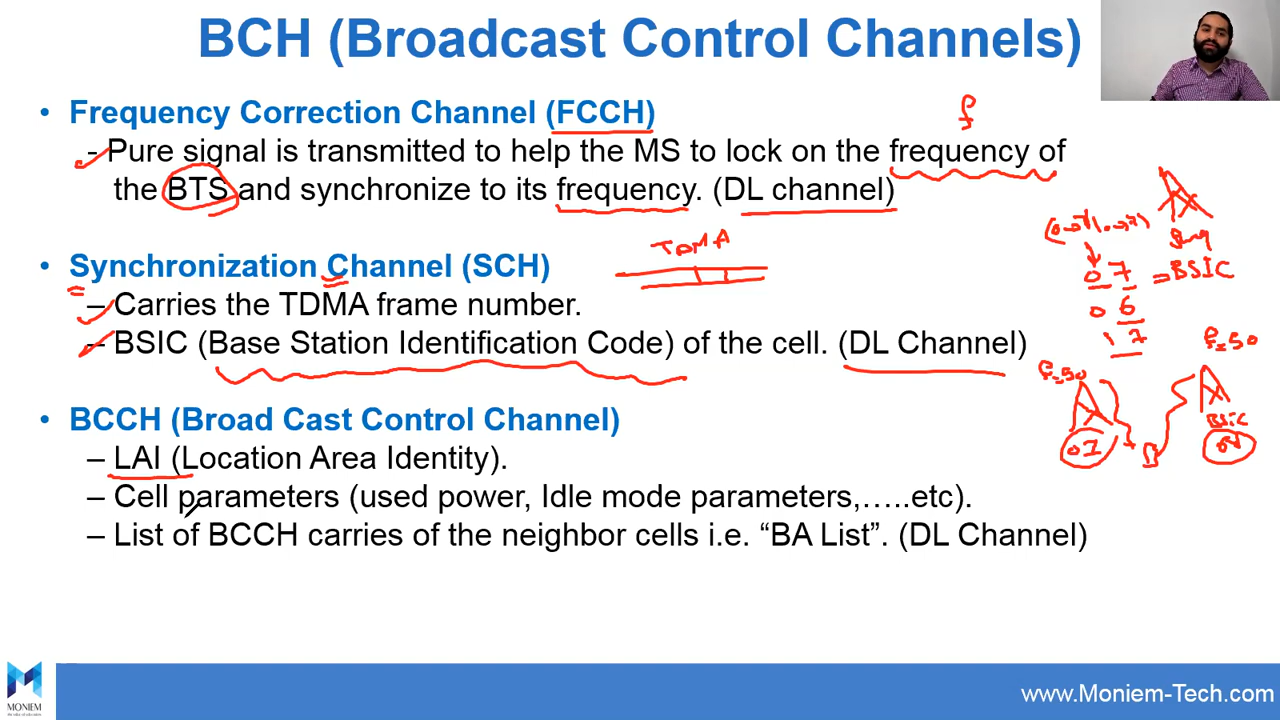 BCH (Broadcast Control Channels)
• Frequency Correction Channel (FCCH)
- Pure signal is transmitted to help the MS to lock on the frequency of
the BTS and synchronize to its frequency. (DL channel)
f
TDMA
• Synchronization Channel (SCH)
– Carries the TDMA frame number.
– BSIC (Base Station Identification Code) of the cell. (DL Channel)
07 = BSIC
06
17
f=50
f=50
BSIC
• BCCH (Broad Cast Control Channel)
– LAI (Location Area Identity).
– Cell parameters (used power, Idle mode parameters,…..etc).
– List of BCCH carries of the neighbor cells i.e. “BA List”. (DL Channel)
MONIEM
www.Moniem-Tech.com